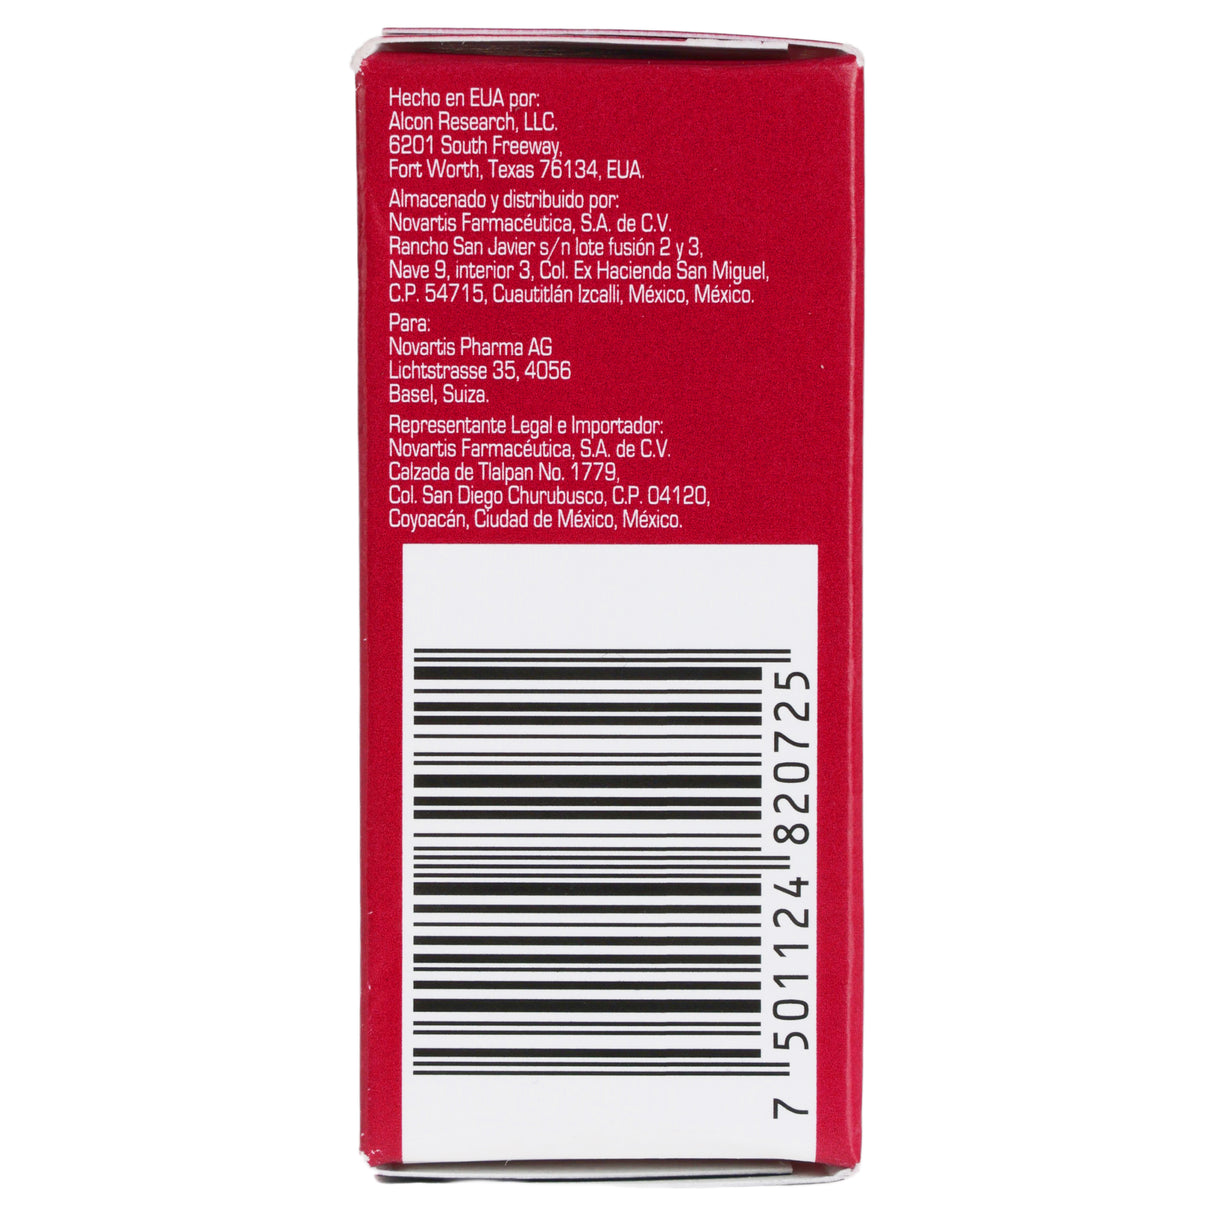 Hecho en EUA por:
Alcon Research, LLC.
6201 South Freeway,
Fort Worth, Texas 76134, EUA.
Almacenado y distribuido por:
Novartis Farmacéutica, S.A. de C.V.
Rancho San Javier s/n lote fusión 2 y 3,
Nave 9, interior 3, Col. Ex Hacienda San Miguel,
C.P. 54715, Cuautitlán Izcalli, México, México.
Para:
Novartis Pharma AG
Lichtstrasse 35, 4056
Basel, Suiza.
Representante Legal e Importador:
Novartis Farmacéutica, S.A. de C.V.
Calzada de Tlalpan No. 1779,
Col. San Diego Churubusco, C.P. 04120,
Coyoacán, Ciudad de México, México.
7 501124 820725